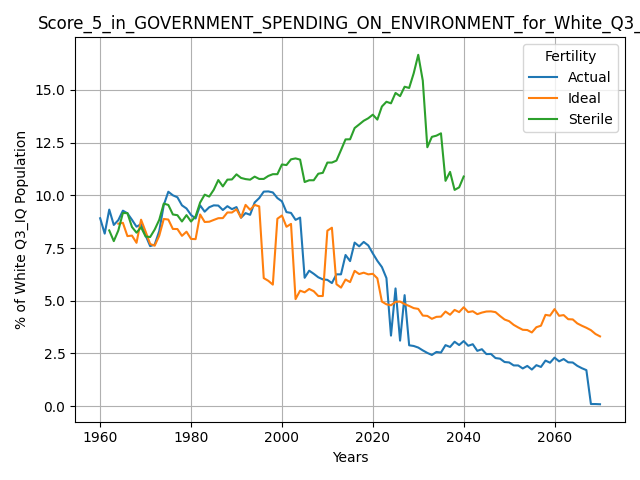 Score_5_in_GOVERNMENT_SPENDING_ON_ENVIRONMENT_for_White_Q3_
Fertility
Actual
Ideal
Sterile
% of White Q3_IQ Population
15.0
12.5
10.0
7.5
5.0
2.5
0.0
1960 1980 2000 2020 2040 2060
Years